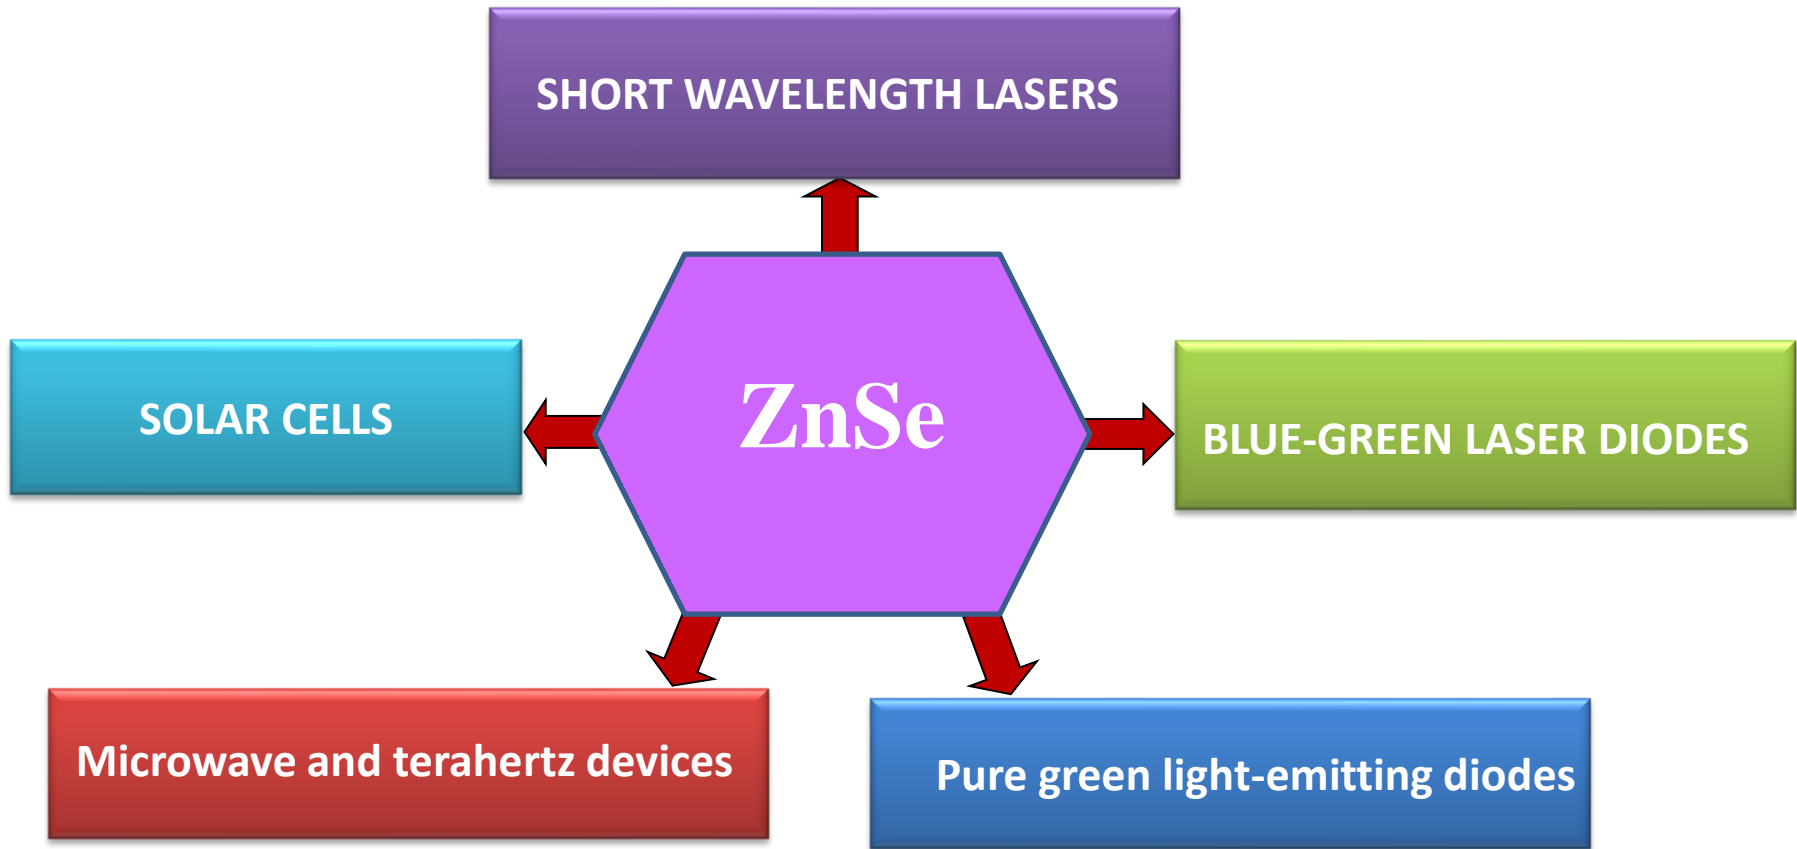 SHORT WAVELENGTH LASERS
SOLAR CELLS
ZnSe
BLUE-GREEN LASER DIODES
Microwave and terahertz devices
Pure green light-emitting diodes